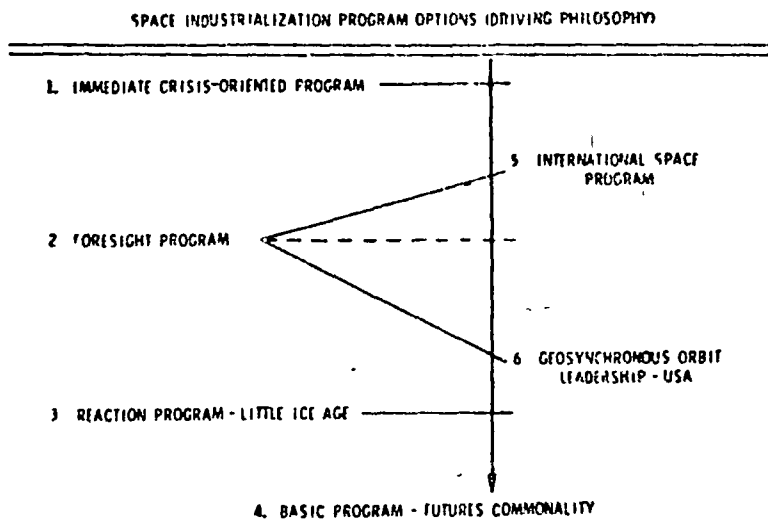 SPACE INDUSTRIALIZATION PROGRAM OPTIONS (DRIVING PHILOSOPHY)
1. IMMEDIATE CRISIS-ORIENTED PROGRAM
5 INTERNATIONAL SPACE
PROGRAM
2 FORESIGHT PROGRAM
6 GEOSYNCHRONOUS ORBIT
LEADERSHIP - USA
3 REACTION PROGRAM - LITTLE ICE AGE
4. BASIC PROGRAM - FUTURES COMMONALITY